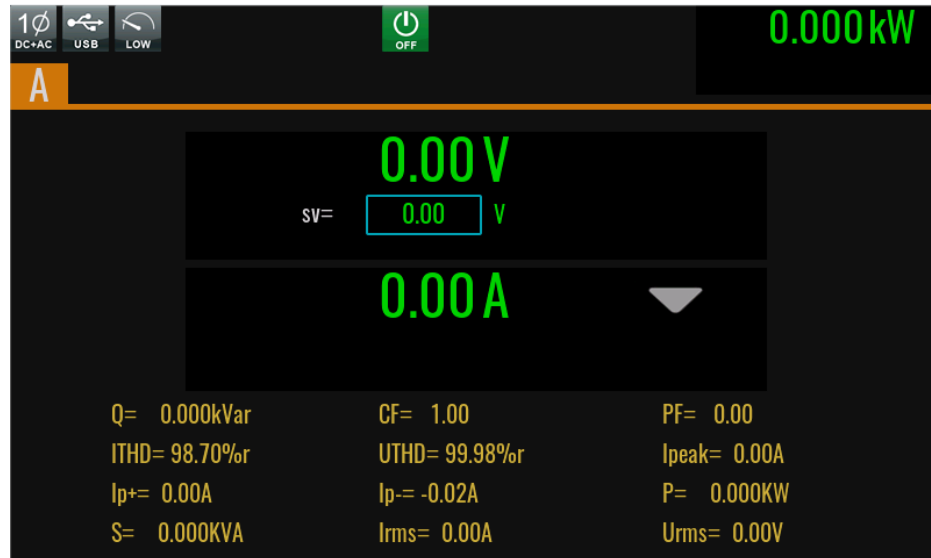 1Ø DC+AC USB LOW OFF 0.000 kW
A
0.00 V
sv= 0.00 V
0.00 A
Q= 0.000kVar CF= 1.00 PF= 0.00
ITHD= 98.70%r UTHD= 99.98%r Ipeak= 0.00A
Ip+= 0.00A Ip-= -0.02A P= 0.000KW
S= 0.000KVA Irms= 0.00A Urms= 0.00V